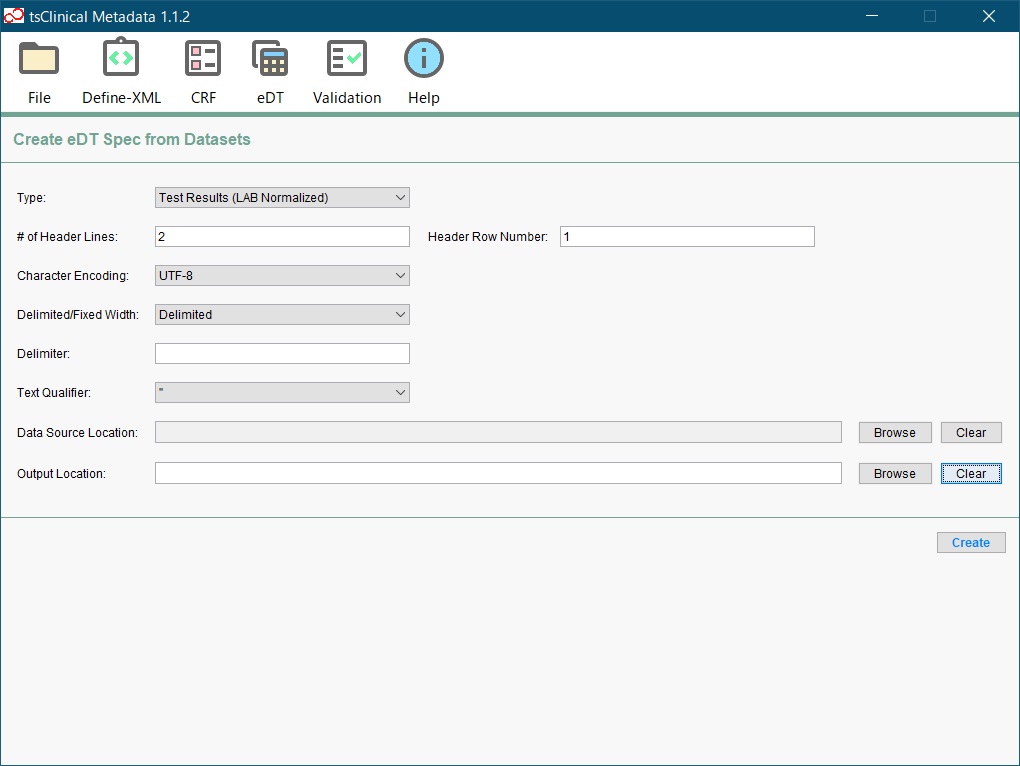 tsClinical Metadata 1.1.2
File Define-XML CRF eDT Validation Help
Create eDT Spec from Datasets
Type: Test Results (LAB Normalized)
# of Header Lines: 2 Header Row Number: 1
Character Encoding: UTF-8
Delimited/Fixed Width: Delimited
Delimiter:
Text Qualifier: "
Data Source Location: Browse Clear
Output Location: Browse Clear
Create